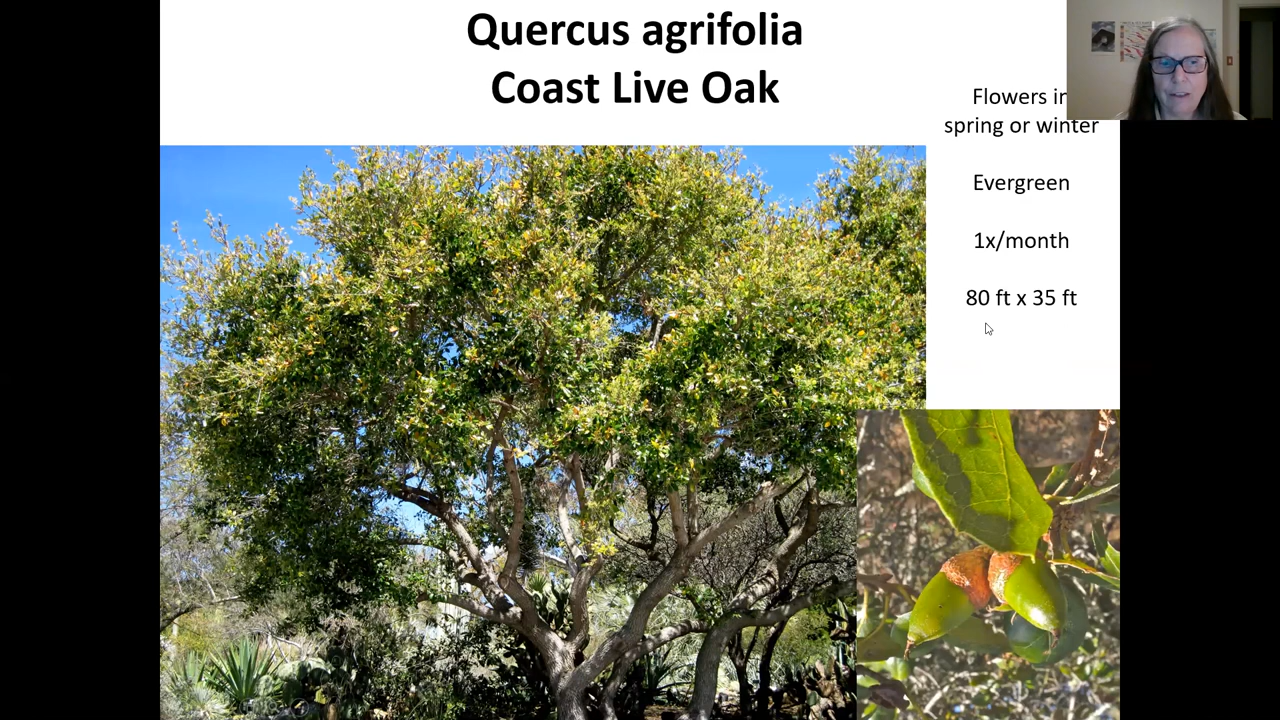 Quercus agrifolia
Coast Live Oak
Flowers in
spring or winter
Evergreen
1x/month
80 ft x 35 ft